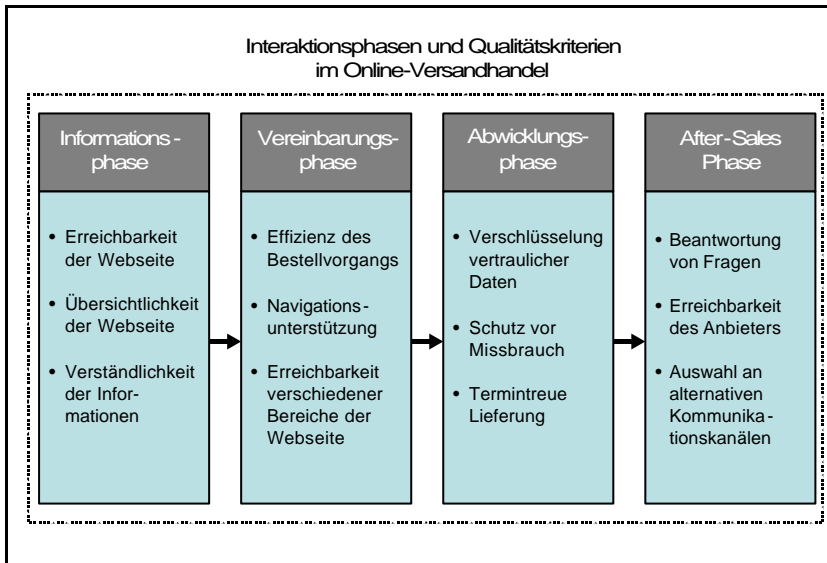 Interaktionsphasen und Qualitätskriterien
im Online-Versandhandel
Informations-
phase
• Erreichbarkeit
der Webseite
• Übersichtlichkeit
der Webseite
• Verständlichkeit
der Infor-
mationen
Vereinbarungs-
phase
• Effizienz des
Bestellvorgangs
• Navigations-
unterstützung
• Erreichbarkeit
verschiedener
Bereiche der
Webseite
Abwicklungs-
phase
• Verschlüsselung
vertraulicher
Daten
• Schutz vor
Missbrauch
• Termintreue
Lieferung
After-Sales
Phase
• Beantwortung
von Fragen
• Erreichbarkeit
des Anbieters
• Auswahl an
alternativen
Kommunika-
tionskanälen